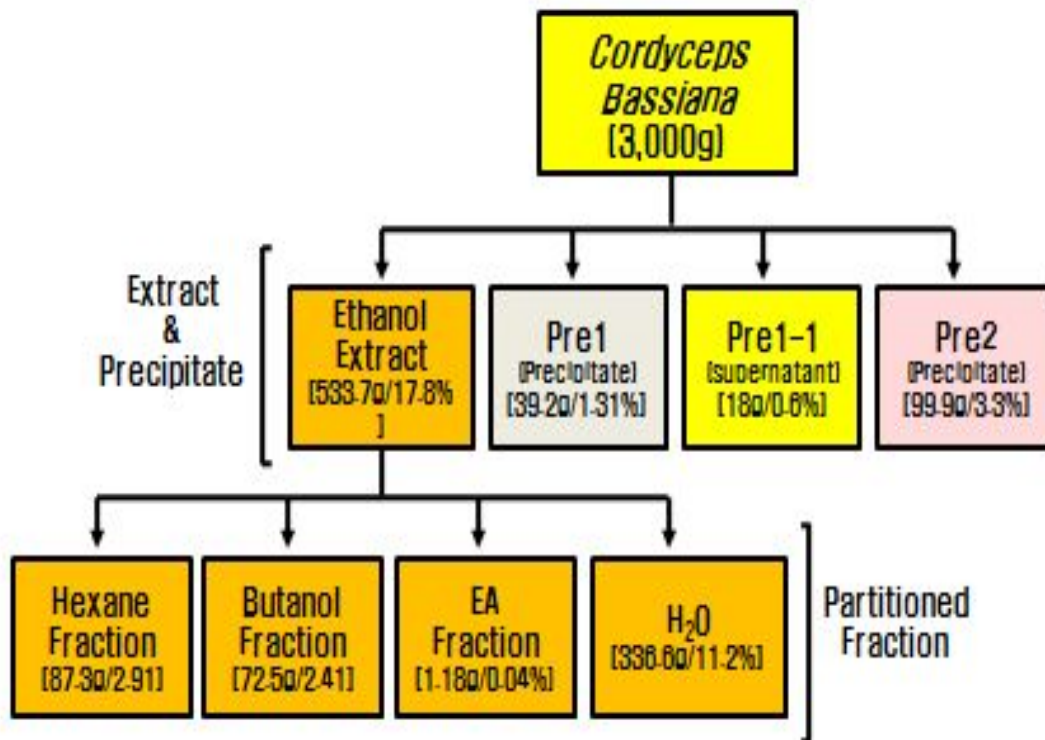 Cordyceps
Bassiana
[3,000g]
Extract
&
Precipitate
Ethanol
Extract
[533.7g/17.8%
]
Pre1
[Precipitate]
[39.2g/1.31%]
Pre1-1
[supernatant]
[18g/0.6%]
Pre2
[Precipitate]
[99.9g/3.3%]
Hexane
Fraction
[87.3g/2.91]
Butanol
Fraction
[72.5g/2.41]
EA
Fraction
[1.18g/0.04%]
H₂O
[336.6g/11.2%]
Partitioned
Fraction